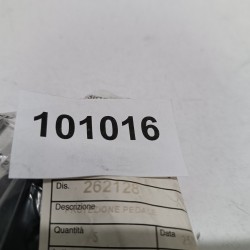 101016
Dis. 262128
Descrizione
Quantità
Data